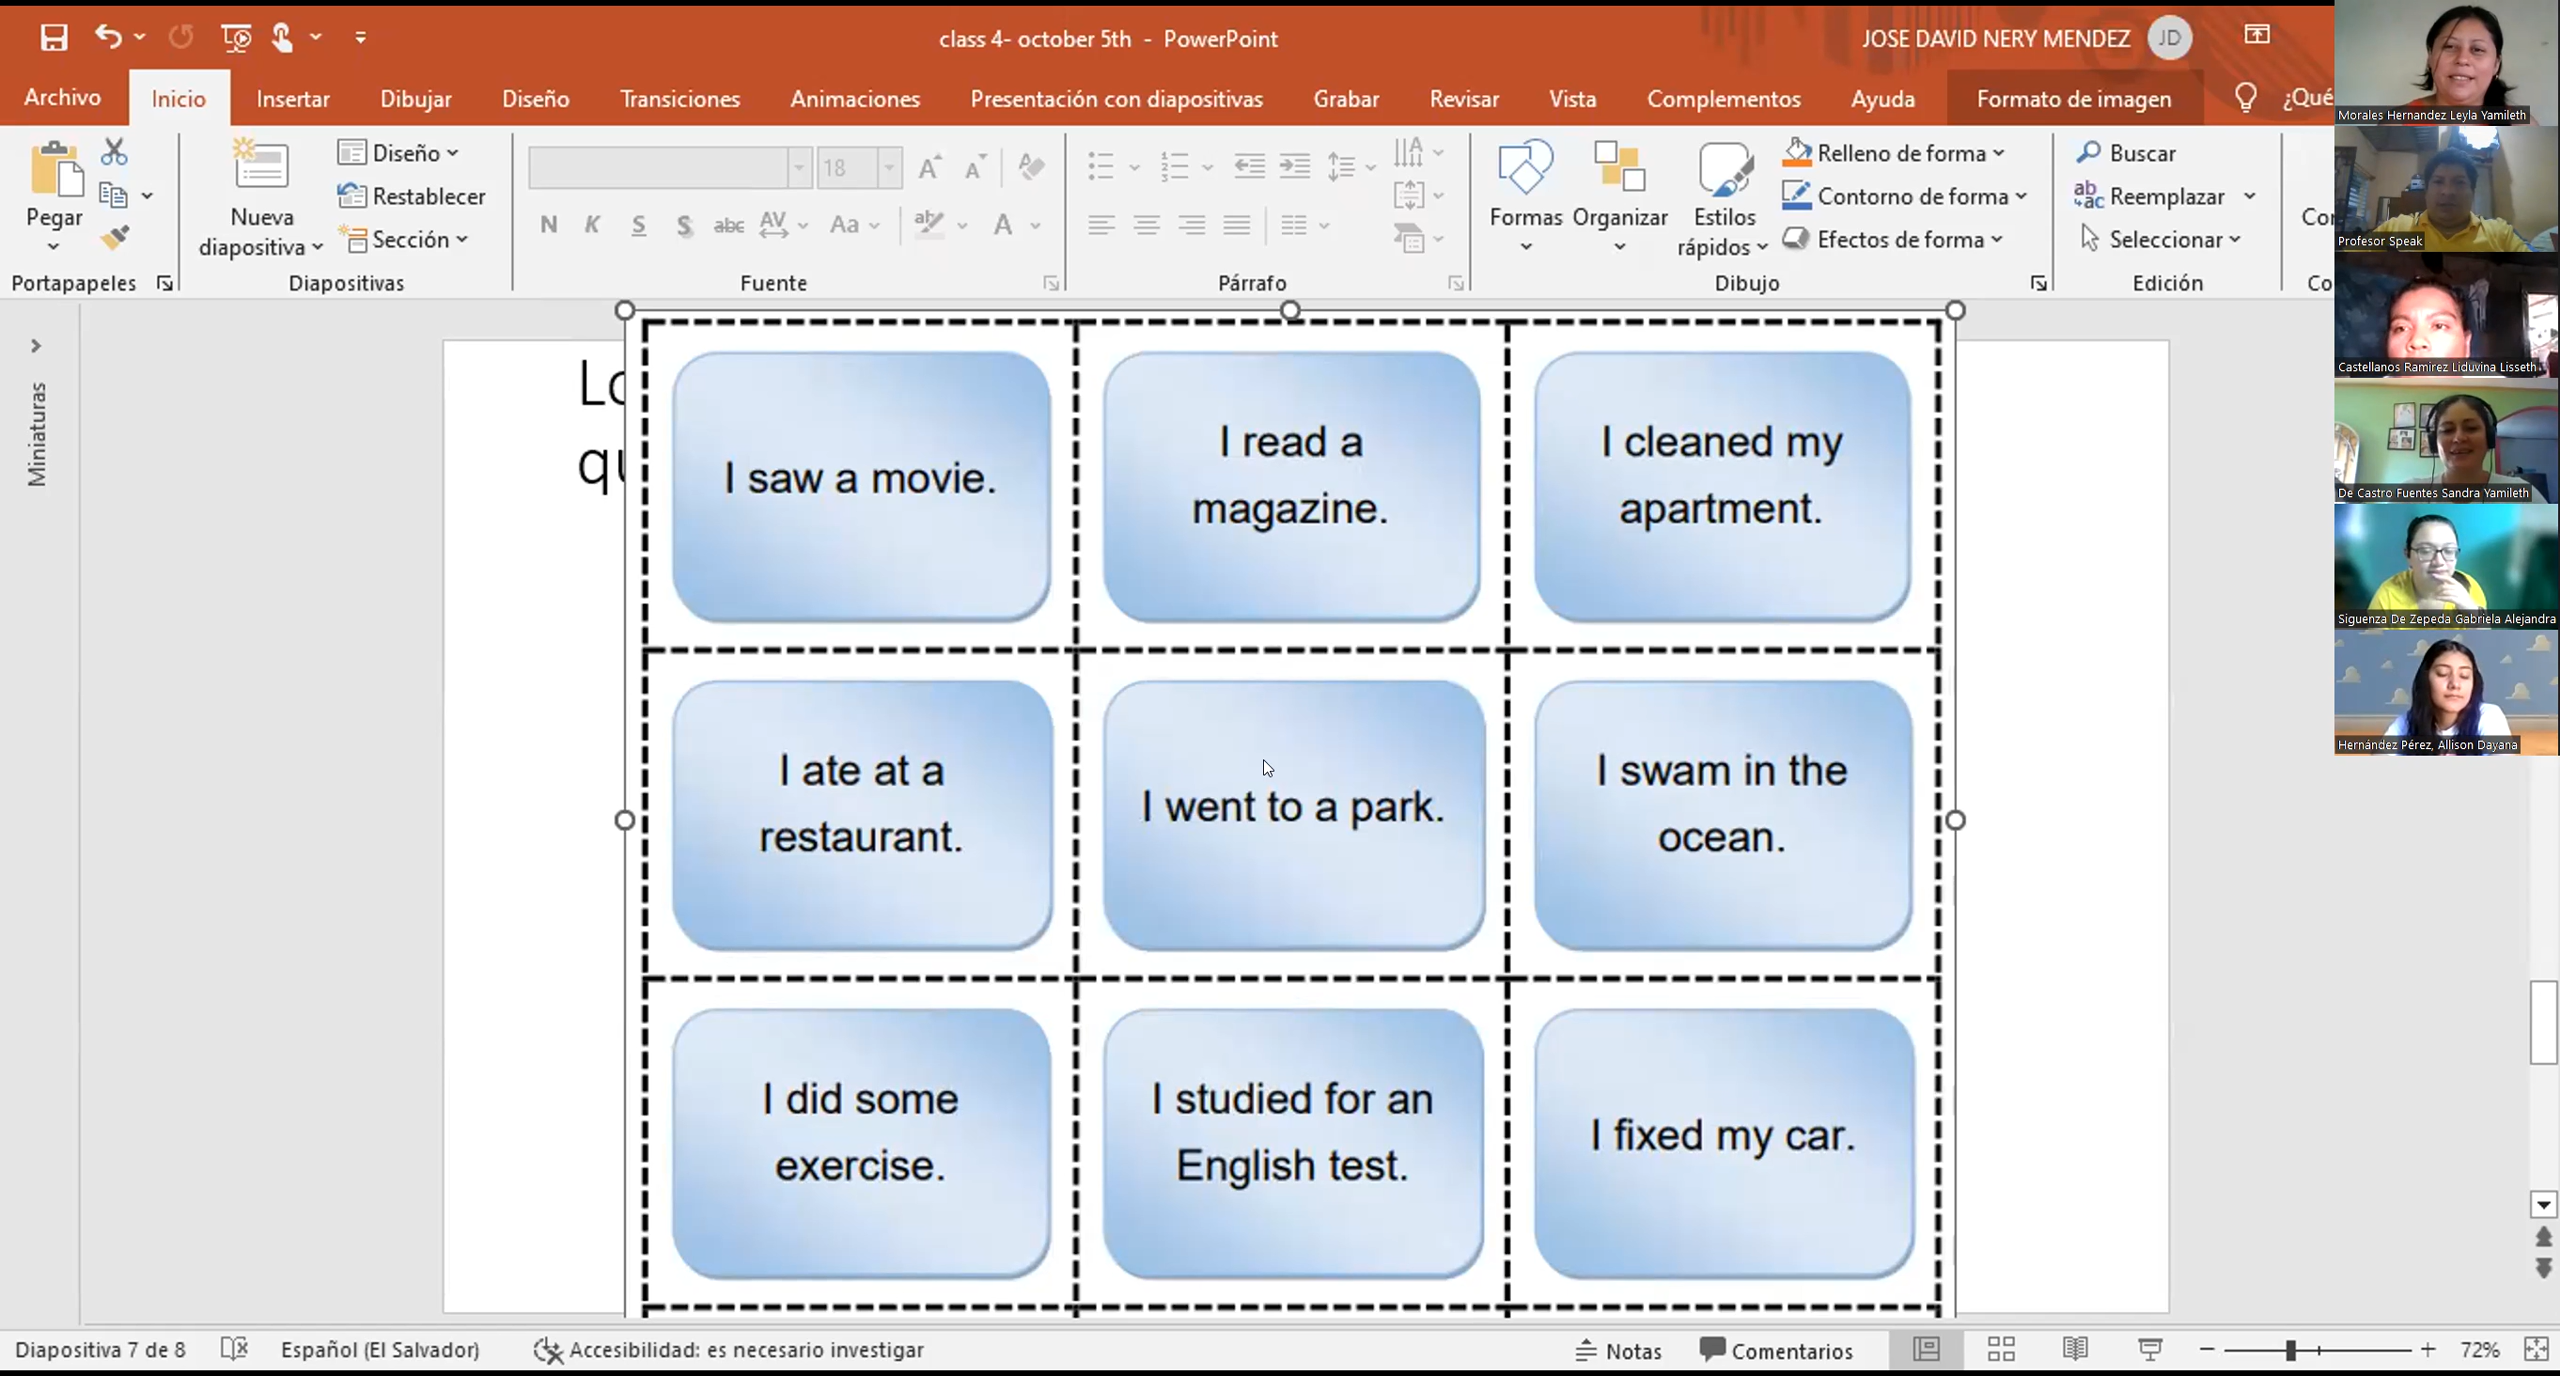 class 4- october 5th - PowerPoint
JOSE DAVID NERY MENDEZ
JD
Archivo
Inicio
Insertar
Dibujar
Diseño
Transiciones
Animaciones
Presentación con diapositivas
Grabar
Revisar
Vista
Complementos
Ayuda
Formato de imagen
¿Qué
Pegar
Portapapeles
Nueva
diapositiva
Diseño
Restablecer
Sección
Diapositivas
18
N K S S abc AV Aa A
Fuente
Párrafo
Formas
Organizar
Estilos
rápidos
Relleno de forma
Contorno de forma
Efectos de forma
Dibujo
Buscar
Reemplazar
Seleccionar
Edición
Co
Miniaturas
Lo
qu
I saw a movie.
I read a
magazine.
I cleaned my
apartment.
I ate at a
restaurant.
I went to a park.
I swam in the
ocean.
I did some
exercise.
I studied for an
English test.
I fixed my car.
Morales Hernandez Leyla Yamileth
Profesor Speak
Castellanos Ramirez Liduvina Lisseth
De Castro Fuentes Sandra Yamileth
Siguenza De Zepeda Gabriela Alejandra
Hernández Pérez, Allison Dayana
Diapositiva 7 de 8
Español (El Salvador)
Accesibilidad: es necesario investigar
Notas
Comentarios
72%